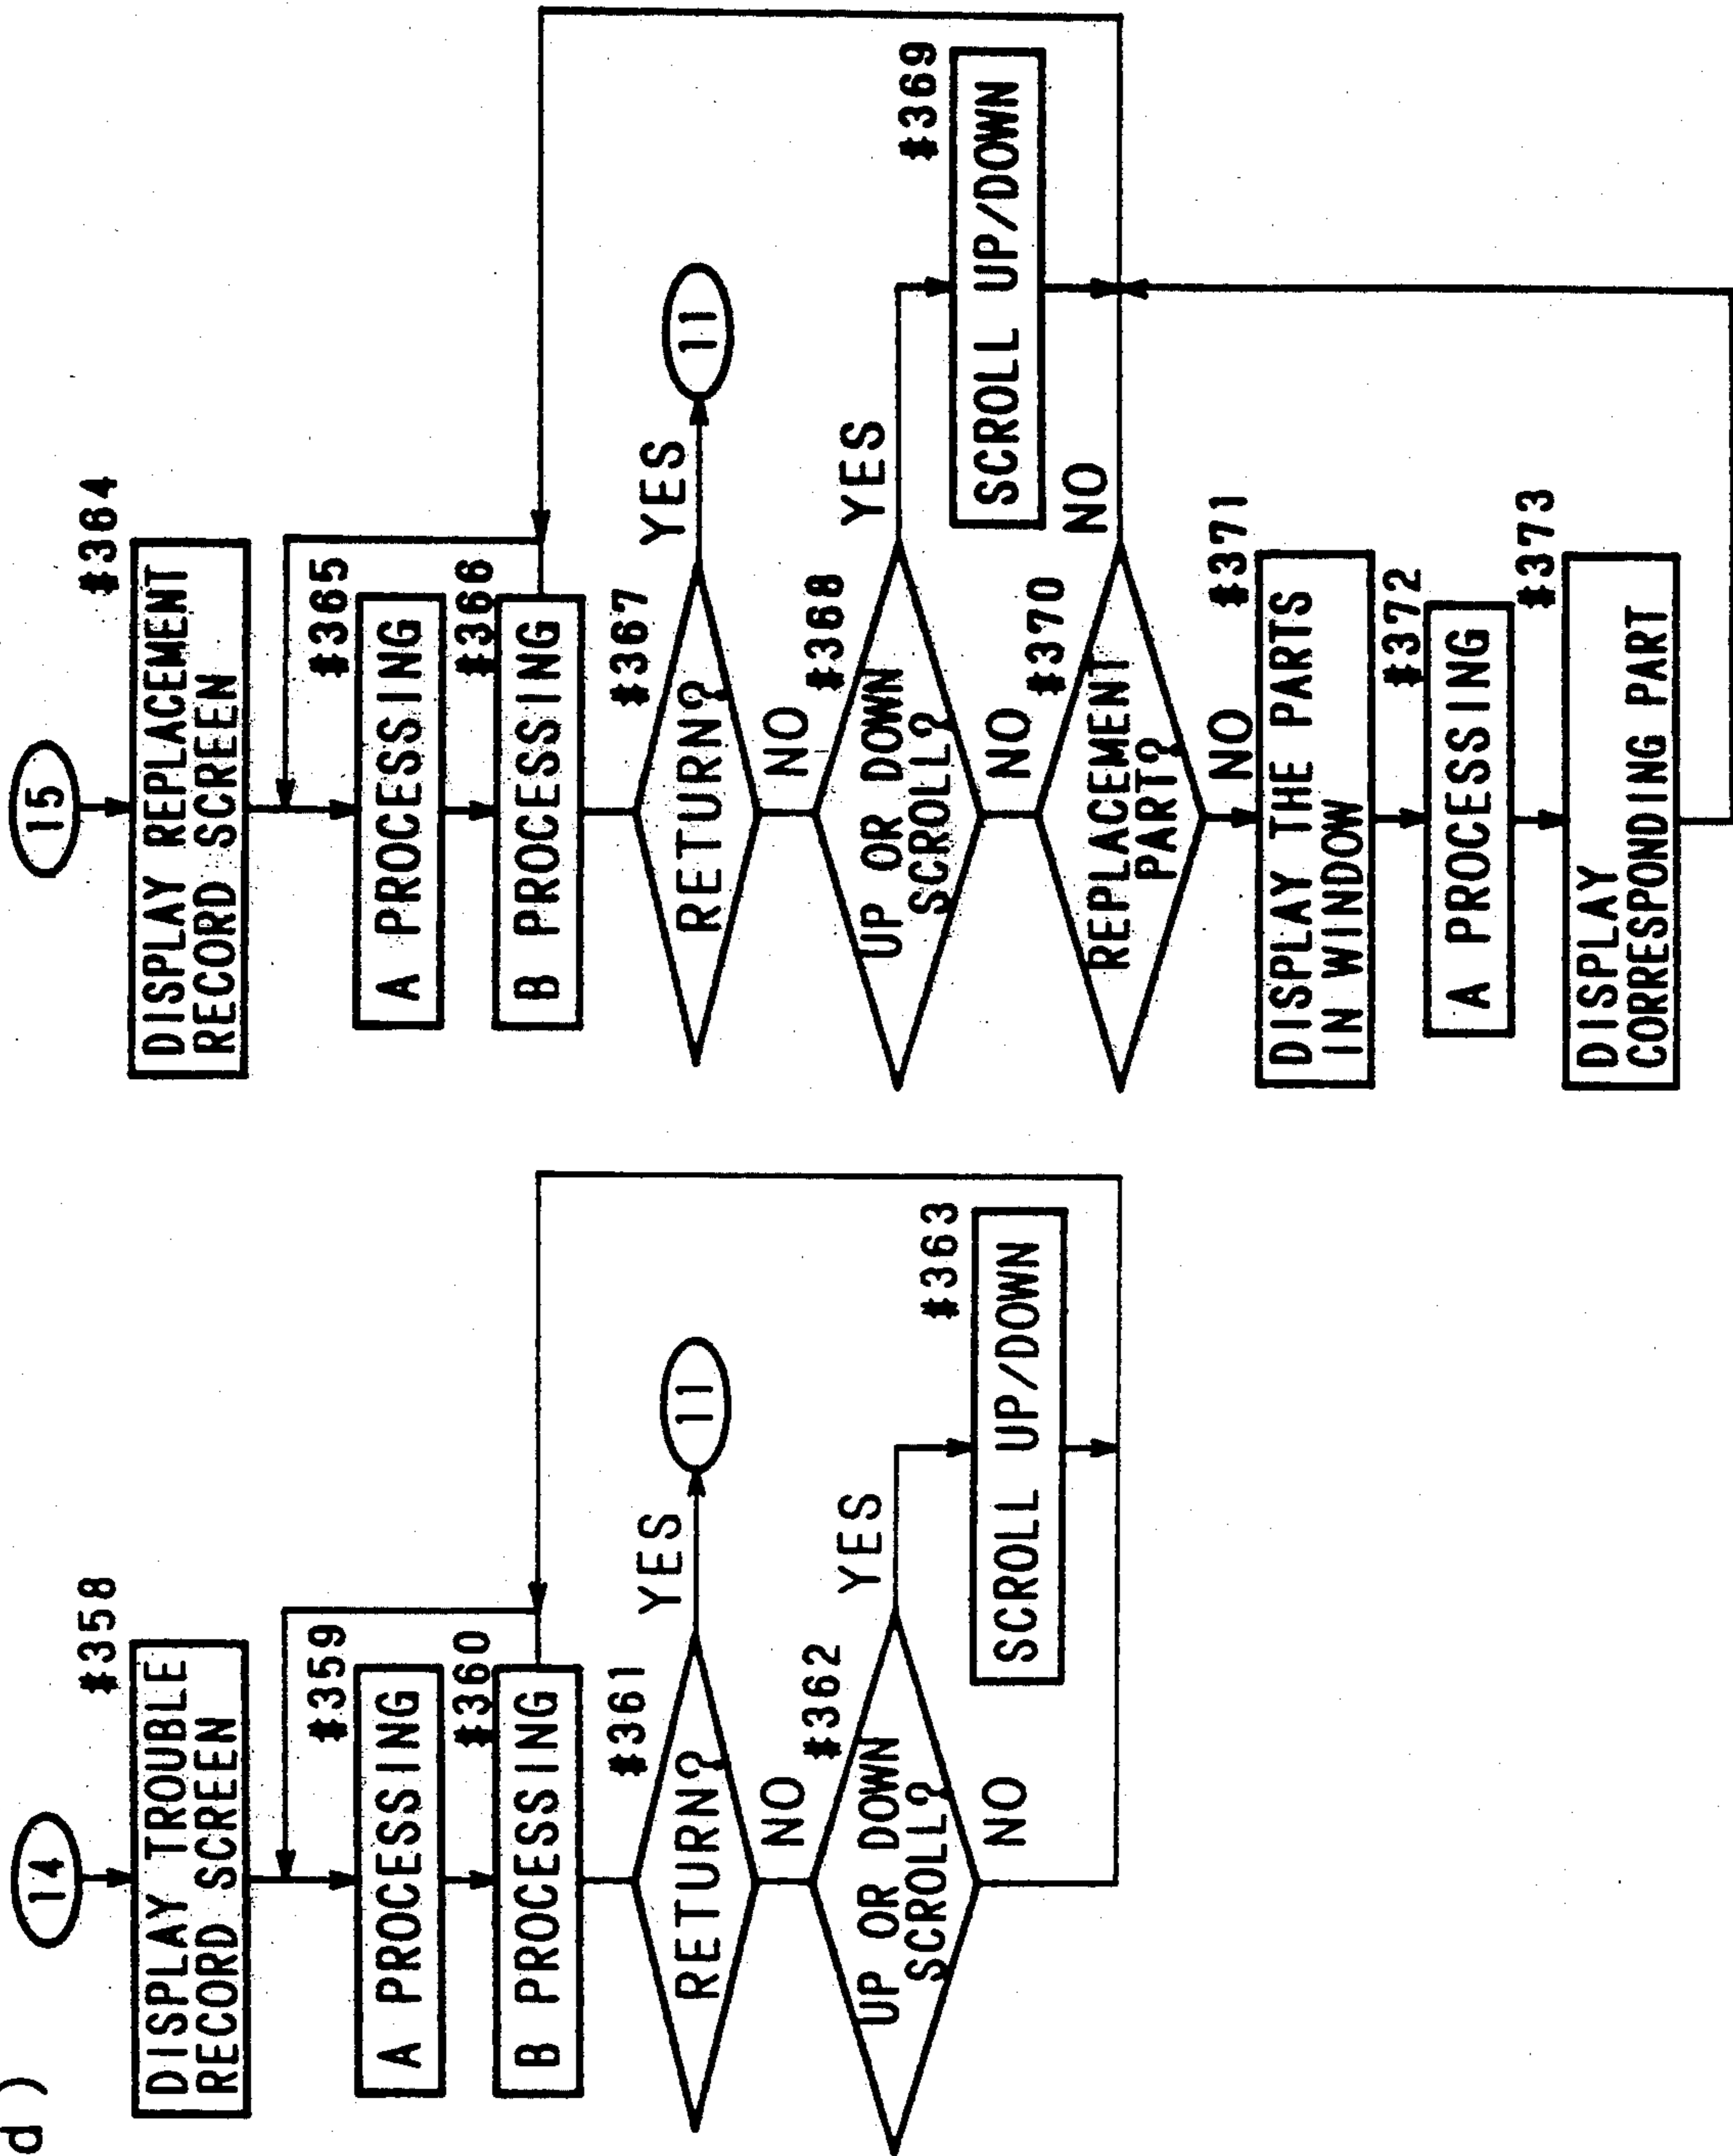 d)
14
#358
DISPLAY TROUBLE
RECORD SCREEN
#359
A PROCESSING
#360
B PROCESSING
#361
RETURN?
YES
11
NO
#362
UP OR DOWN
SCROLL?
YES
#363
SCROLL UP/DOWN
NO
15
#364
DISPLAY REPLACEMENT
RECORD SCREEN
#365
A PROCESSING
#366
B PROCESSING
#367
RETURN?
YES
11
NO
#368
UP OR DOWN
SCROLL?
YES
#369
SCROLL UP/DOWN
NO
#370
REPLACEMENT
PART?
NO
NO
#371
DISPLAY THE PARTS
IN WINDOW
#372
A PROCESSING
#373
DISPLAY
CORRESPONDING PART